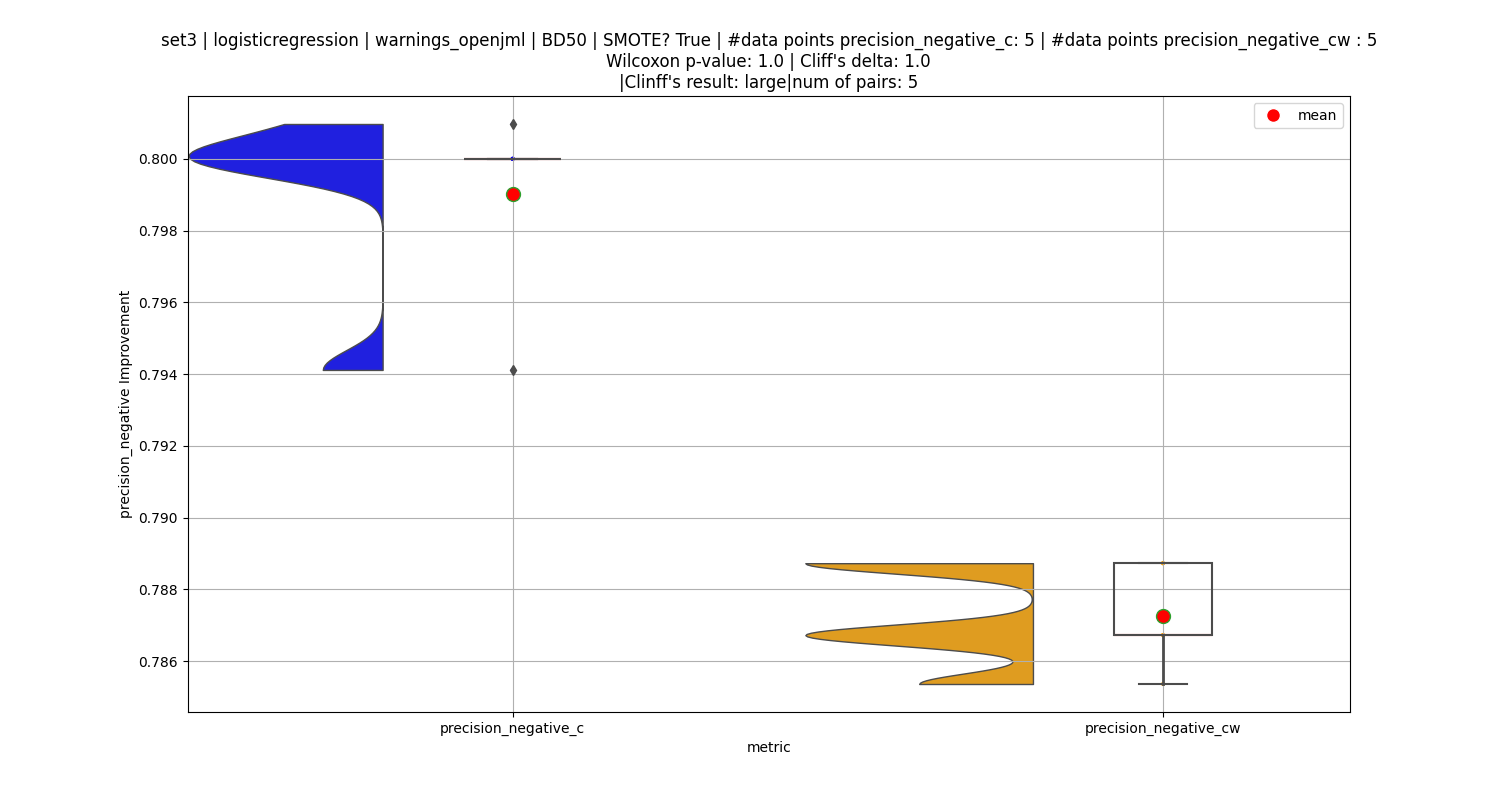 set3 | logisticregression | warnings_openjml | BD50 | SMOTE? True | #data points precision_negative_c: 5 | #data points precision_negative_cw : 5
Wilcoxon p-value: 1.0 | Cliff's delta: 1.0
|Clinff's result: large|num of pairs: 5
mean
0.800
0.798
0.796
0.794
0.792
0.790
0.788
0.786
precision_negative Improvement
precision_negative_c
precision_negative_cw
metric